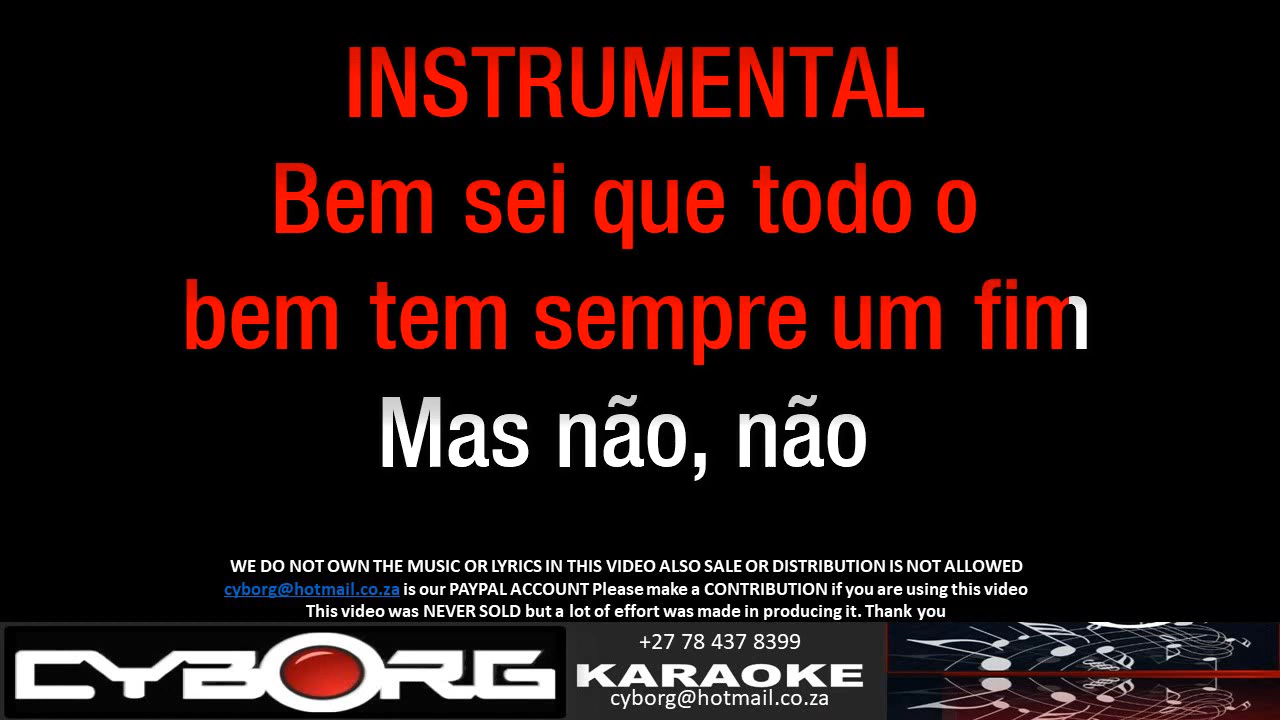 INSTRUMENTAL
Bem sei que todo o
bem tem sempre um fim
Mas não, não
WE DO NOT OWN THE MUSIC OR LYRICS IN THIS VIDEO ALSO SALE OR DISTRIBUTION IS NOT ALLOWED
cyborg@hotmail.co.za is our PAYPAL ACCOUNT Please make a CONTRIBUTION if you are using this video
This video was NEVER SOLD but a lot of effort was made in producing it. Thank you
CYBORG
+27 78 437 8399
KARAOKE
cyborg@hotmail.co.za